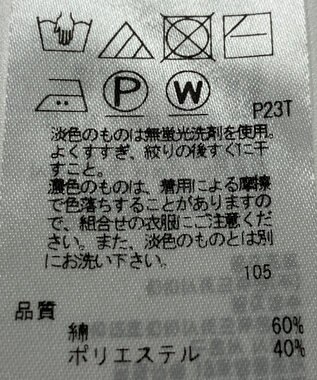 P W P23T
淡色のものは無蛍光洗剤を使用。
よくすすぎ、絞りの後すぐに干
すこと。
濃色のものは、着用による摩擦
で色落ちすることがありますの
で、組合せの衣服にご注意くだ
さい。また、淡色のものとは別
にお洗い下さい。
105
品質
綿 60%
ポリエステル 40%